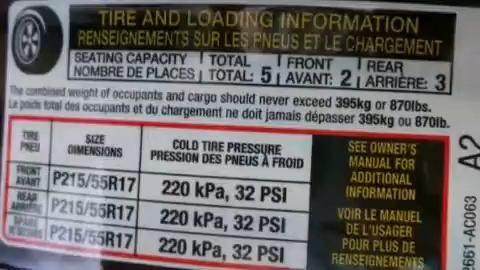 TIRE AND LOADING INFORMATION
RENSEIGNEMENTS SUR LES PNEUS ET LE CHARGEMENT
SEATING CAPACITY | TOTAL | FRONT | REAR
NOMBRE DE PLACES | TOTAL: 5 | AVANT: 2 | ARRIÈRE: 3
The combined weight of occupants and cargo should never exceed 395kg or 870lbs.
Le poids total des occupants et du chargement ne doit jamais dépasser 395kg ou 870lb.
TIRE
PNEU
SIZE
DIMENSIONS
COLD TIRE PRESSURE
PRESSION DES PNEUS À FROID
FRONT
AVANT
P215/55R17
220 kPa, 32 PSI
REAR
ARRIÈRE
P215/55R17
220 kPa, 32 PSI
P215/55R17
220 kPa, 32 PSI
SEE OWNER'S
MANUAL FOR
ADDITIONAL
INFORMATION
VOIR LE MANUEL
DE L'USAGER
POUR PLUS DE
RENSEIGNEMENTS
A2
2661-AC063